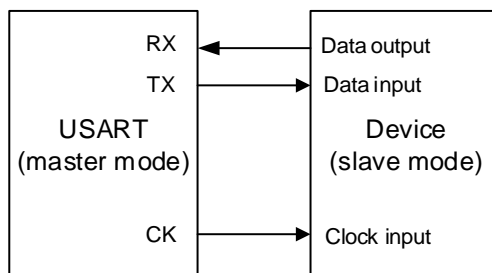 RX
Data output
TX
Data input
USART
(master mode)
Device
(slave mode)
CK
Clock input